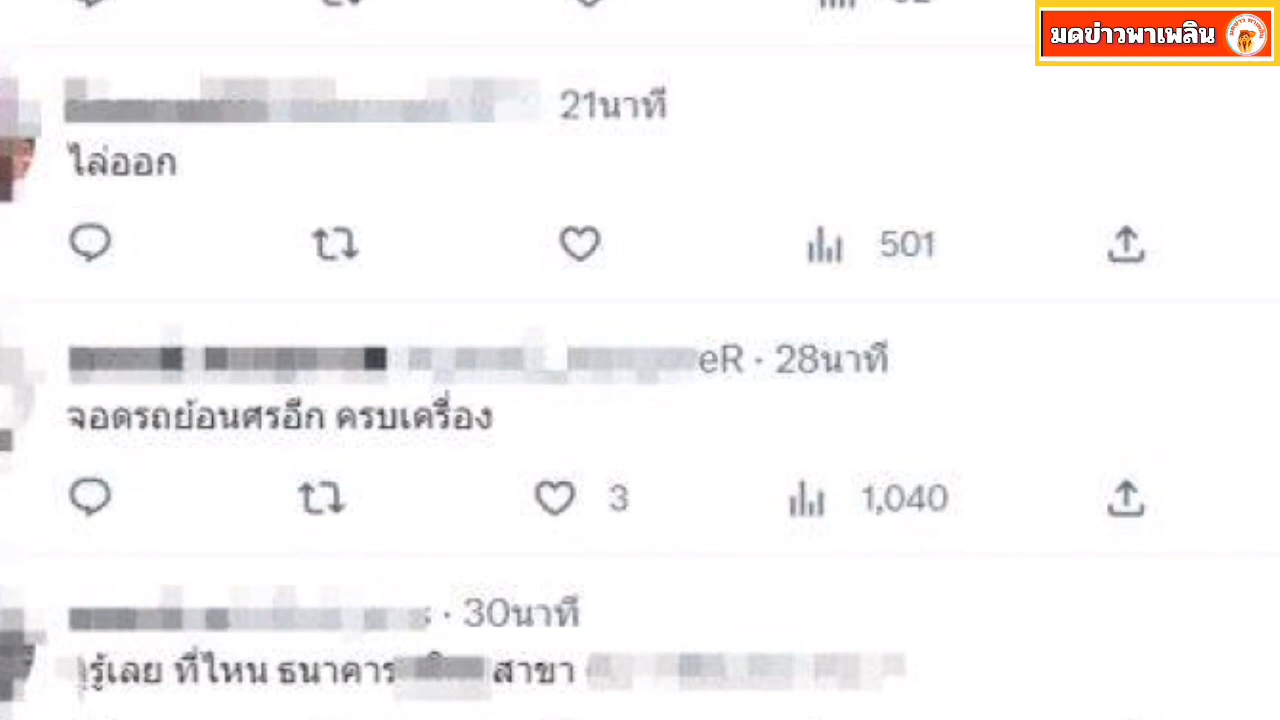 มดข่าวพาเพลิน
21นาที
ไล่ออก
501
eR · 28นาที
จอดรถย้อนศรอีก ครบเครื่อง
3
1,040
· 30นาที
รู้เลย ที่ไหน ธนาคาร สาขา